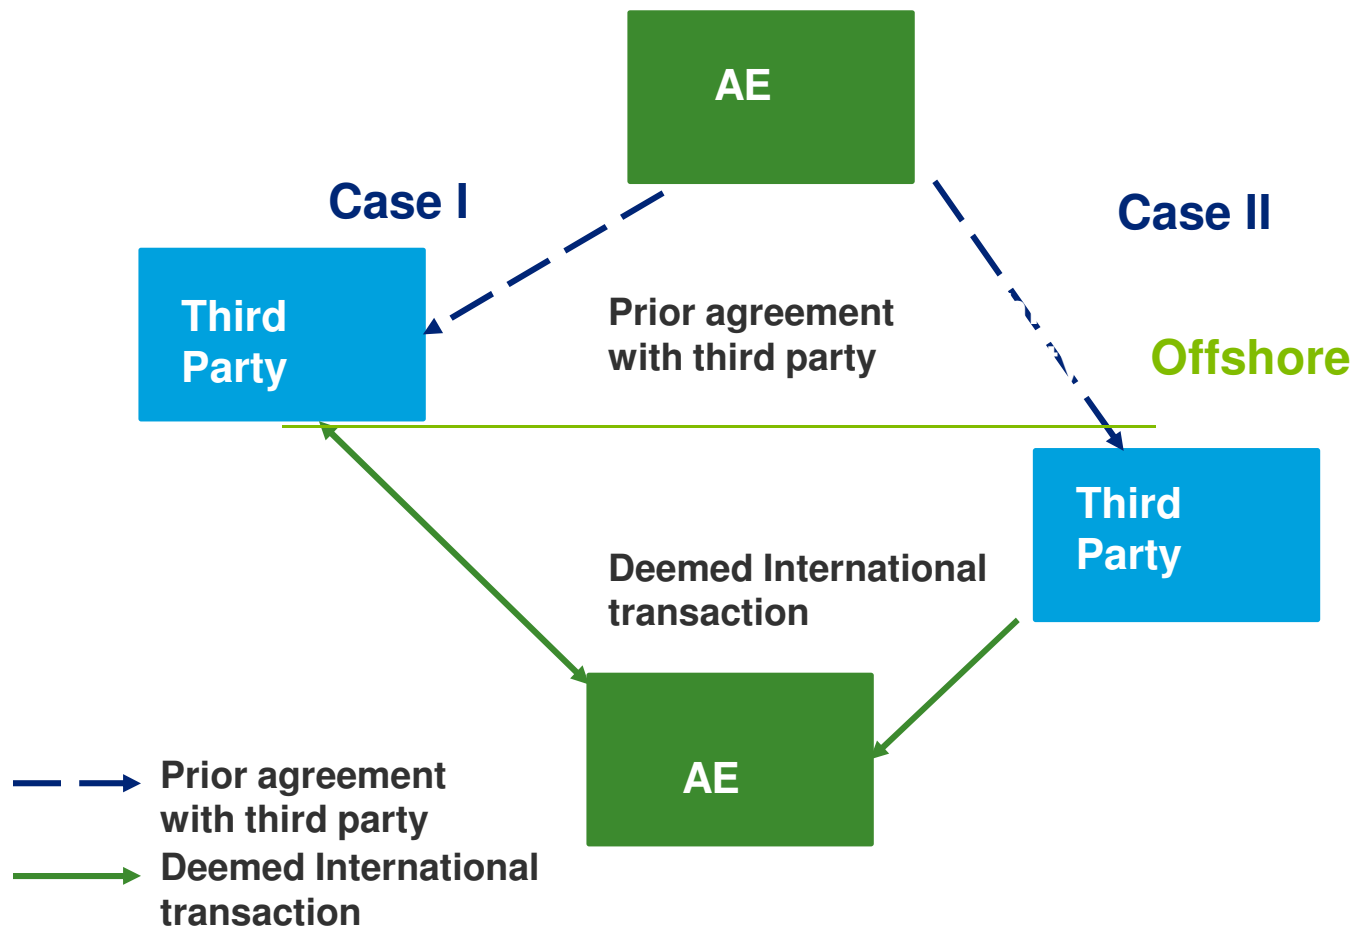 AE
Case I
Case II
Third
Party
Prior agreement
with third party
Offshore
Third
Party
Deemed International
transaction
AE
Prior agreement
with third party
Deemed International
transaction